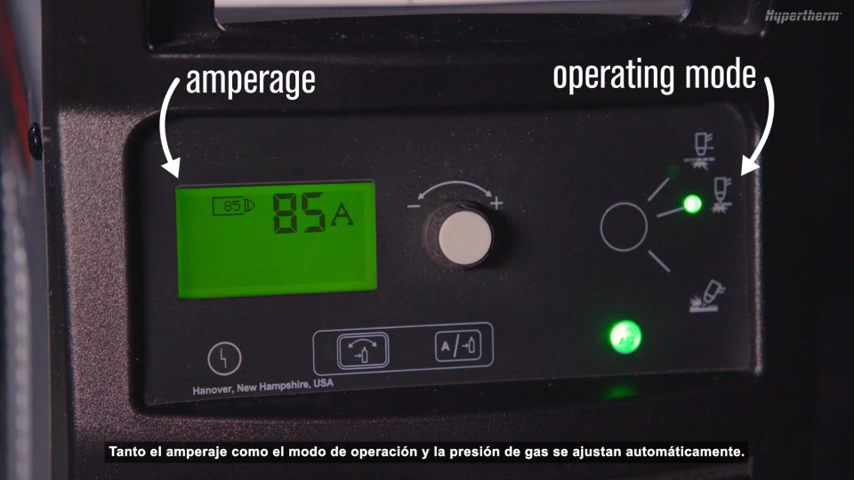 Hypertherm
amperage
operating mode
85
85A
- +
A/
AC
Hanover, New Hampshire, USA
Tanto el amperaje como el modo de operación y la presión de gas se ajustan automáticamente.